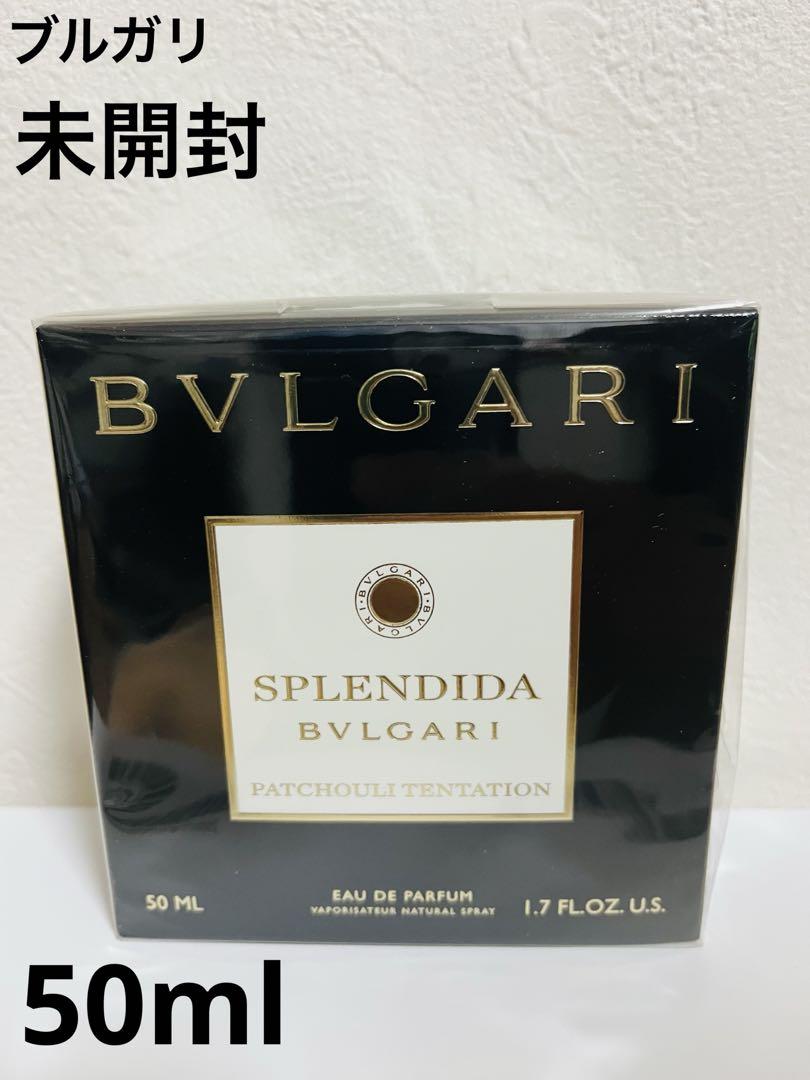 ブルガリ
未開封
BVLGARI
BVLGARI·BVLGARI·
SPLENDIDA
BVLGARI
PATCHOULI TENTATION
50 ML
EAU DE PARFUM
VAPORISATEUR NATURAL SPRAY
1.7 FL.OZ. U.S.
50ml